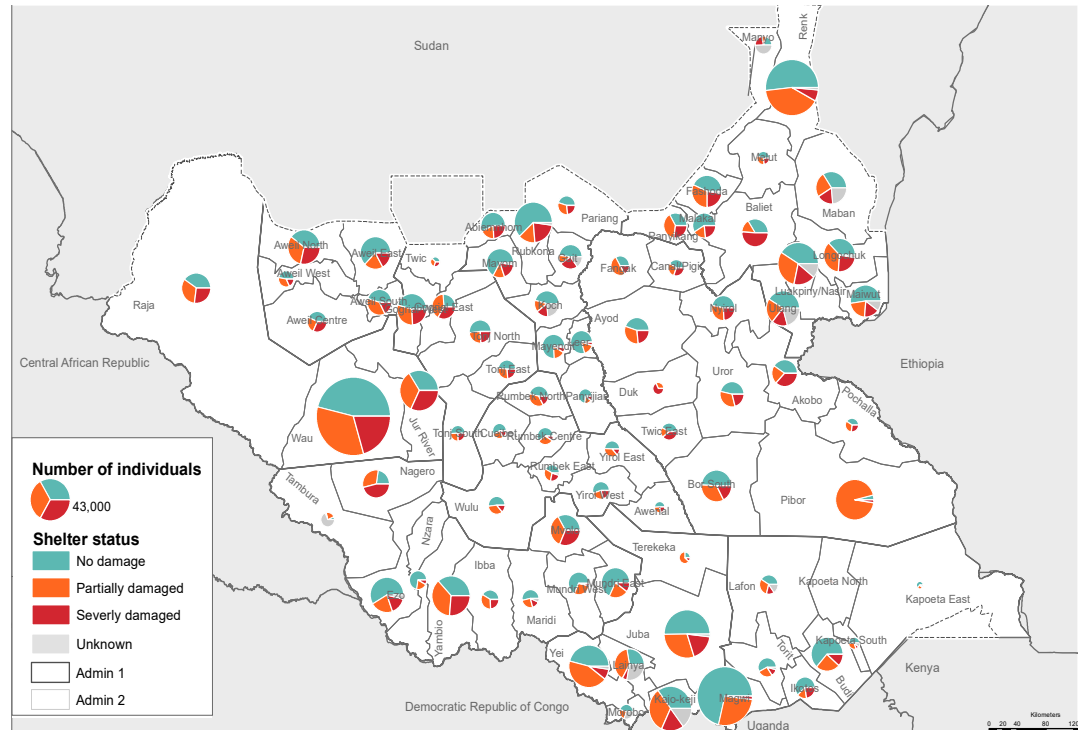 Sudan
Manyo
Renk
Melut
Fashoda
Baliet
Maban
Malakal
Panyikang
Abiemnhom
Pariang
Rubkona
Aweil North
Aweil East
Aweil West
Twic
Mayom
Guit
Fangak
Canal/Pigi
Longochuk
Luakpiny/Nasir
Maiwut
Ulang
Nyirol
Raja
Aweil South
Aweil Centre
Koch
Ayod
Central African Republic
Ethiopia
Mayendit
Leer
Tonj East
Duk
Uror
Akobo
Pochalla
Rumbek North
Panyijiar
Wau
Jur River
Tonj South
Cueibet
Rumbek Centre
Twic East
Yirol East
Rumbek East
Nagero
Tambura
Wulu
Yirol West
Awerial
Bor South
Pibor
Mvolo
Nzara
Terekeka
Ibba
Lafon
Kapoeta North
Kapoeta East
Ezo
Mundri West
Mundri East
Yambio
Maridi
Juba
Kapoeta South
Yei
Lainya
Torit
Budi
Kenya
Ikotos
Kajo-keji
Magwi
Morobo
Democratic Republic of Congo
Uganda
Number of individuals
43,000
Shelter status
No damage
Partially damaged
Severly damaged
Unknown
Admin 1
Admin 2
Kilometers
0 20 40 80 120